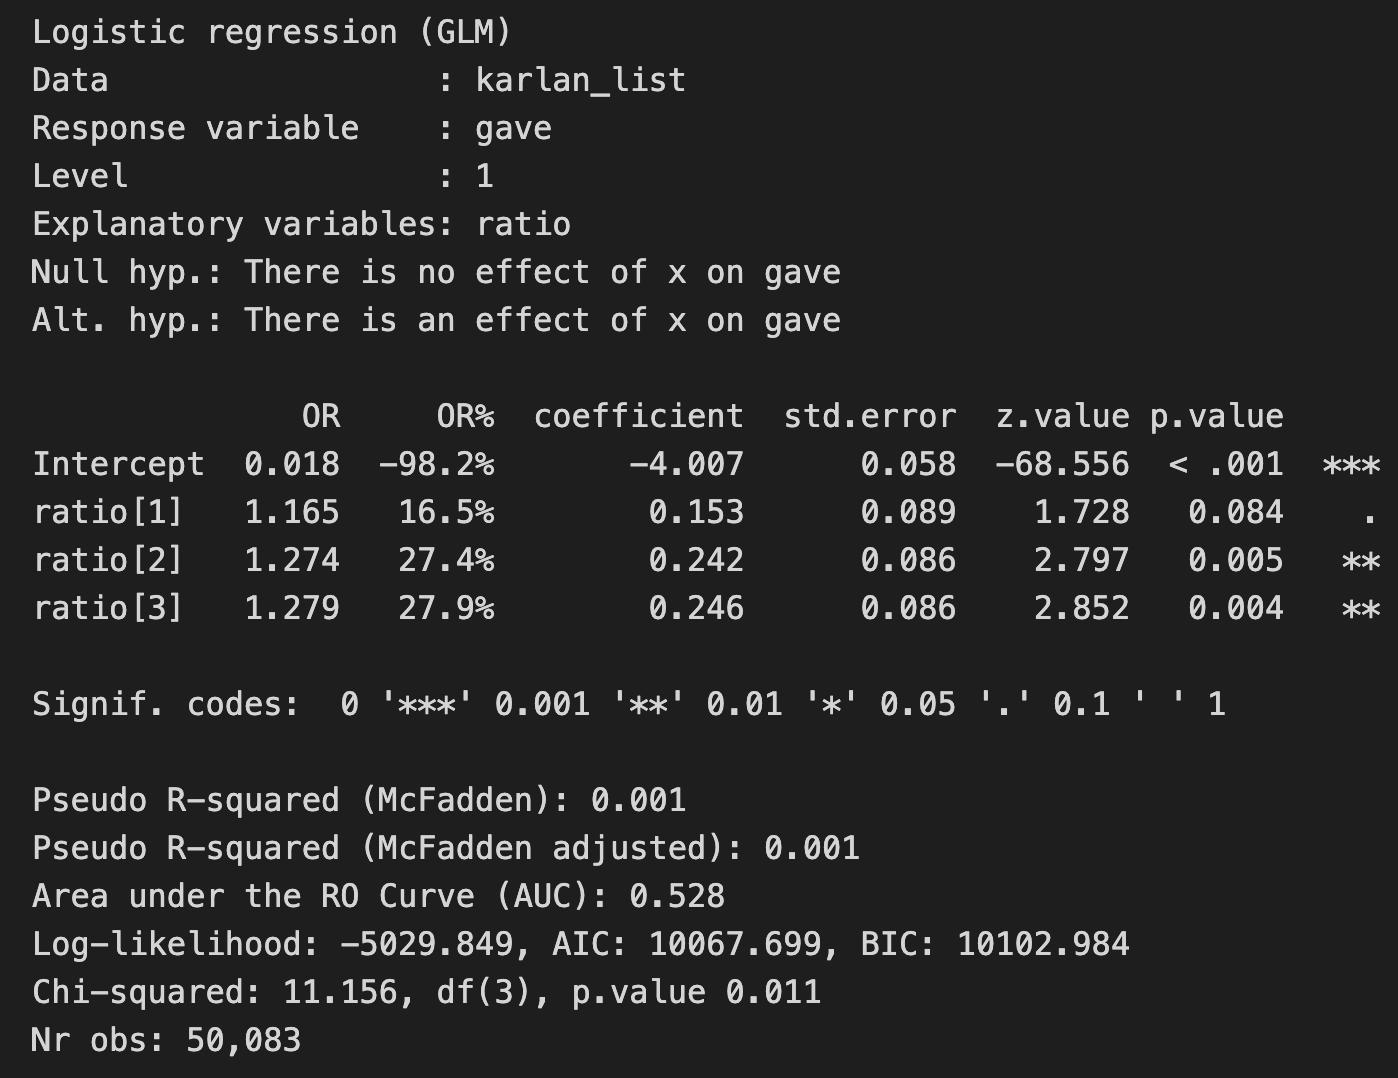 Logistic regression (GLM)
Data                 : karlan_list
Response variable    : gave
Level                : 1
Explanatory variables: ratio
Null hyp.: There is no effect of x on gave
Alt. hyp.: There is an effect of x on gave

              OR     OR%  coefficient  std.error  z.value p.value
Intercept  0.018  -98.2%       -4.007      0.058  -68.556  < .001  ***
ratio[1]   1.165   16.5%        0.153      0.089    1.728   0.084    .
ratio[2]   1.274   27.4%        0.242      0.086    2.797   0.005   **
ratio[3]   1.279   27.9%        0.246      0.086    2.852   0.004   **

Signif. codes:  0 '***' 0.001 '**' 0.01 '*' 0.05 '.' 0.1 ' ' 1

Pseudo R-squared (McFadden): 0.001
Pseudo R-squared (McFadden adjusted): 0.001
Area under the RO Curve (AUC): 0.528
Log-likelihood: -5029.849, AIC: 10067.699, BIC: 10102.984
Chi-squared: 11.156, df(3), p.value 0.011
Nr obs: 50,083